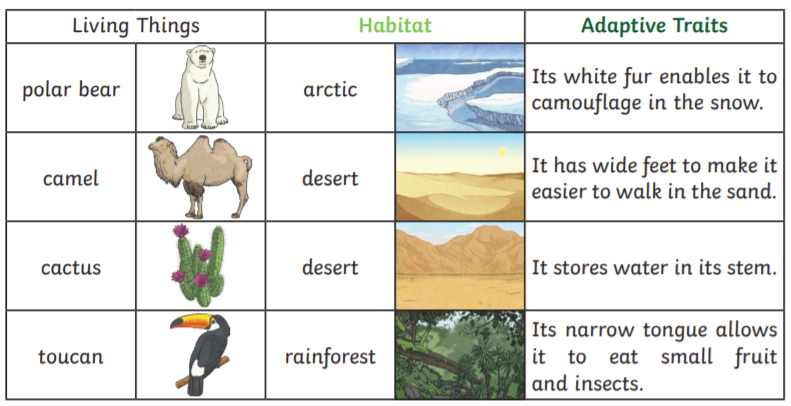 Living Things Habitat Adaptive Traits
polar bear arctic Its white fur enables it to
camouflage in the snow.
camel desert It has wide feet to make it
easier to walk in the sand.
cactus desert It stores water in its stem.
toucan rainforest Its narrow tongue allows
it to eat small fruit
and insects.